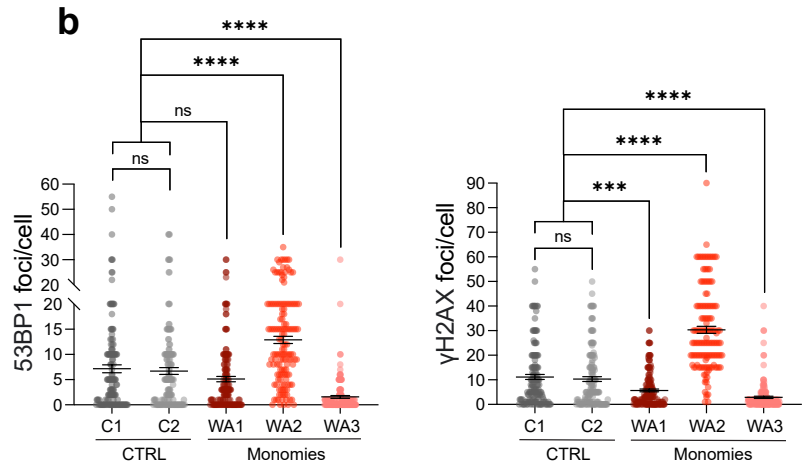 b
****
****
ns
ns
53BP1 foci/cell
60
50
40
30
20
20
15
10
5
0
C1 C2 WA1 WA2 WA3
CTRL Monomies
****
****
***
ns
γH2AX foci/cell
90
80
70
60
50
40
30
20
10
0
C1 C2 WA1 WA2 WA3
CTRL Monomies